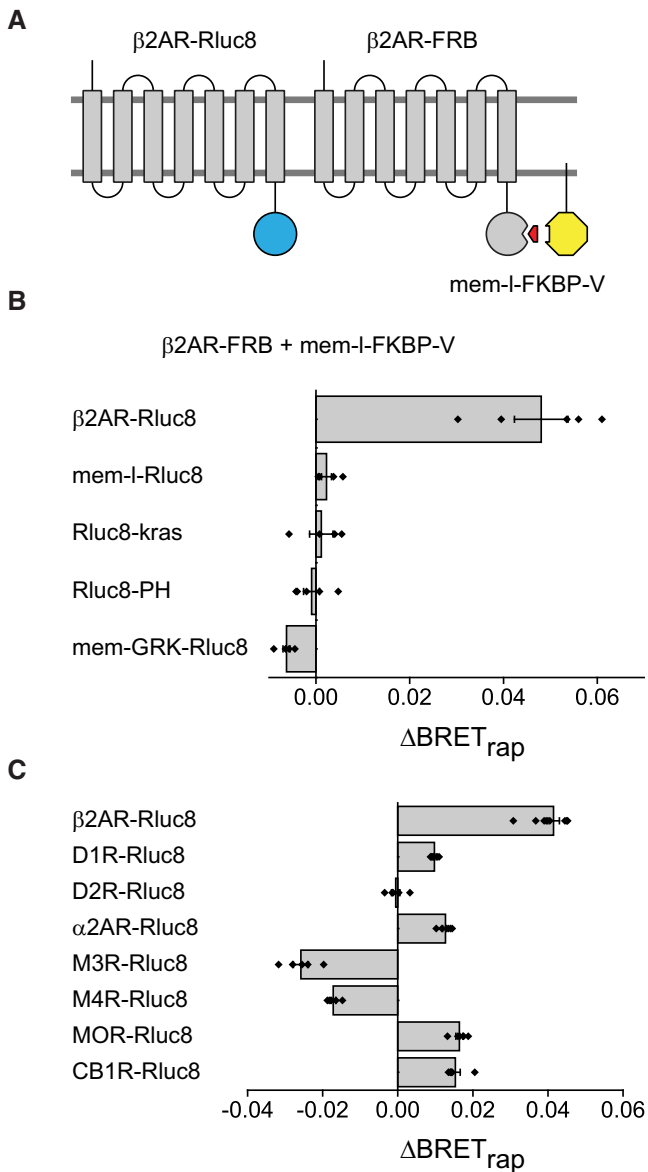 A
β2AR-Rluc8 β2AR-FRB
mem-l-FKBP-V
B
β2AR-FRB + mem-l-FKBP-V
β2AR-Rluc8
mem-l-Rluc8
Rluc8-kras
Rluc8-PH
mem-GRK-Rluc8
0.00 0.02 0.04 0.06
ΔBRETrap
C
β2AR-Rluc8
D1R-Rluc8
D2R-Rluc8
α2AR-Rluc8
M3R-Rluc8
M4R-Rluc8
MOR-Rluc8
CB1R-Rluc8
-0.04 -0.02 0.00 0.02 0.04 0.06
ΔBRETrap